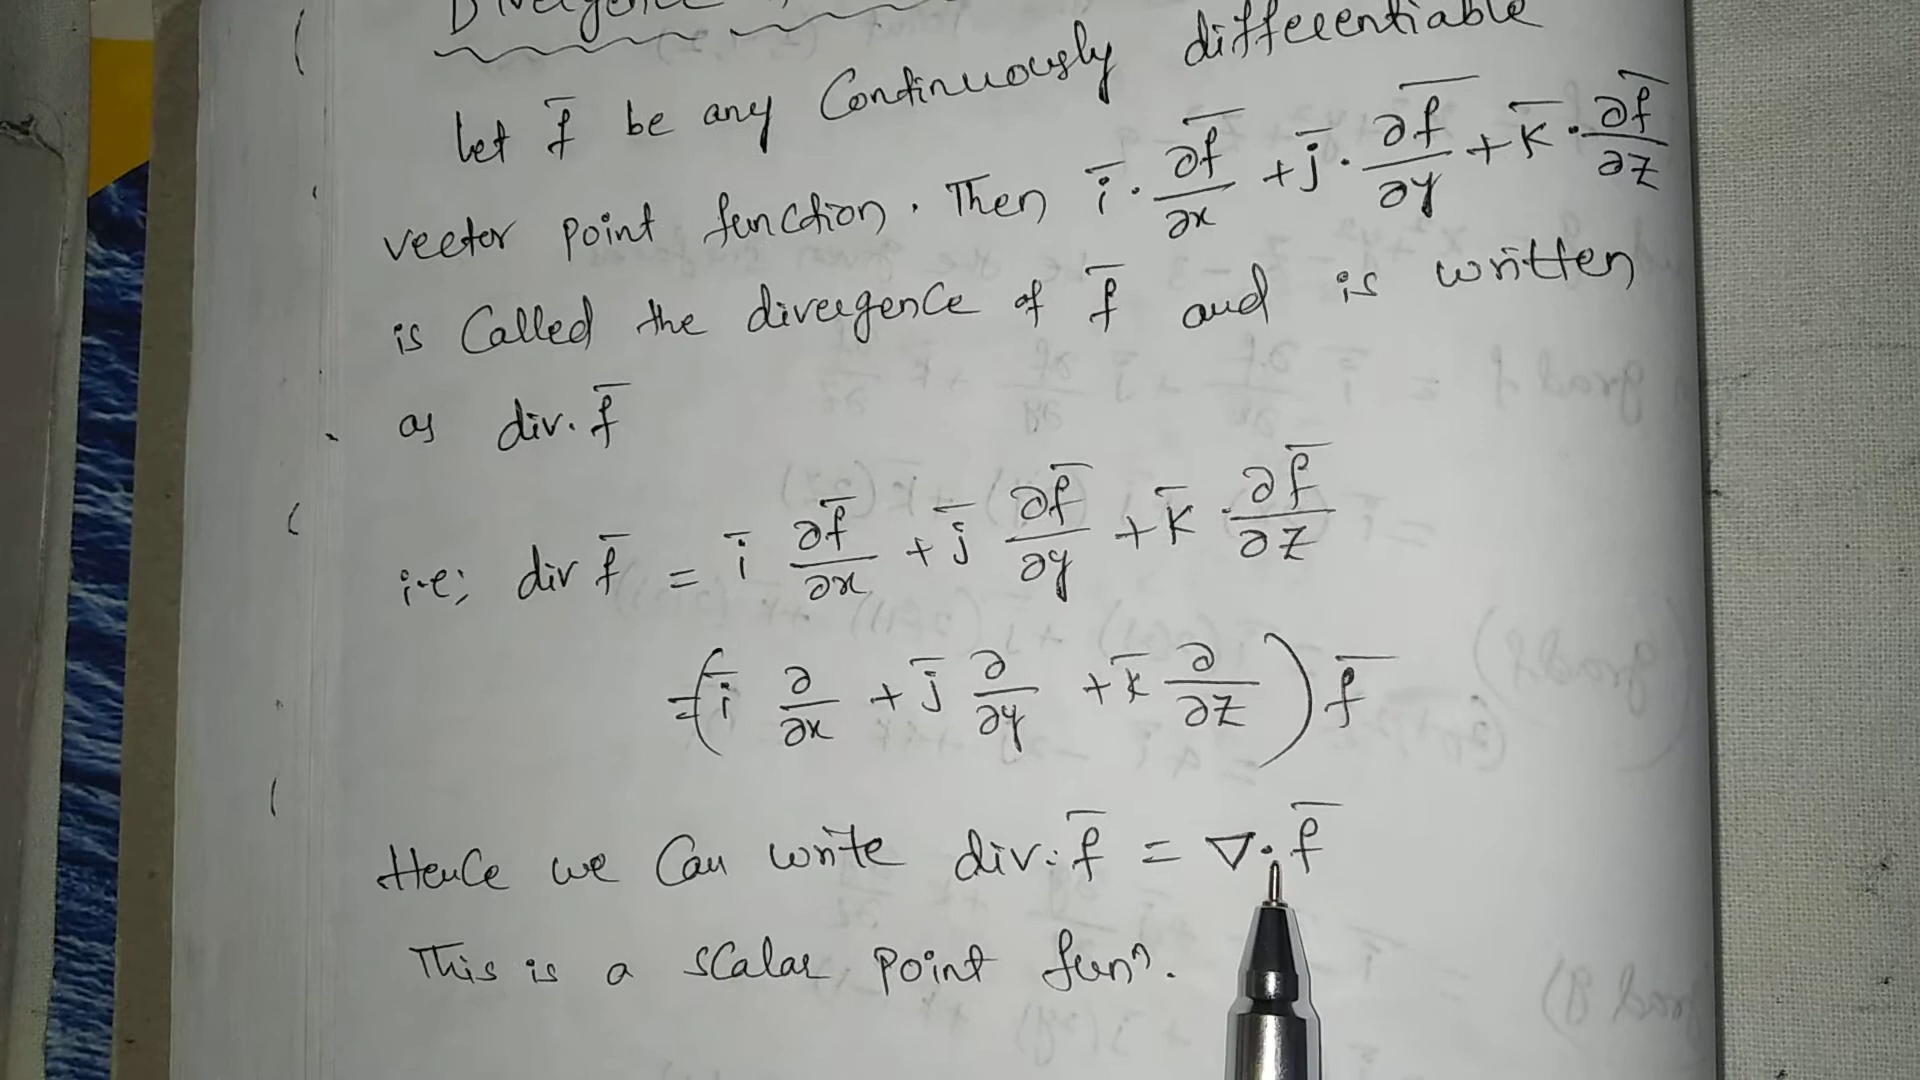 Divergence
Let f̄ be any Continuously differentiable
vector point function. Then ī · ∂f̄/∂x + j̄ · ∂f̄/∂y + k̄ · ∂f̄/∂z
is Called the divergence of f̄ and is written
as div. f̄
i.e; div f̄ = ī ∂f̄/∂x + j̄ ∂f̄/∂y + k̄ · ∂f̄/∂z
= (ī ∂/∂x + j̄ ∂/∂y + k̄ ∂/∂z) f̄
Hence we Can write div. f̄ = ∇ · f̄
This is a scalar point funⁿ.